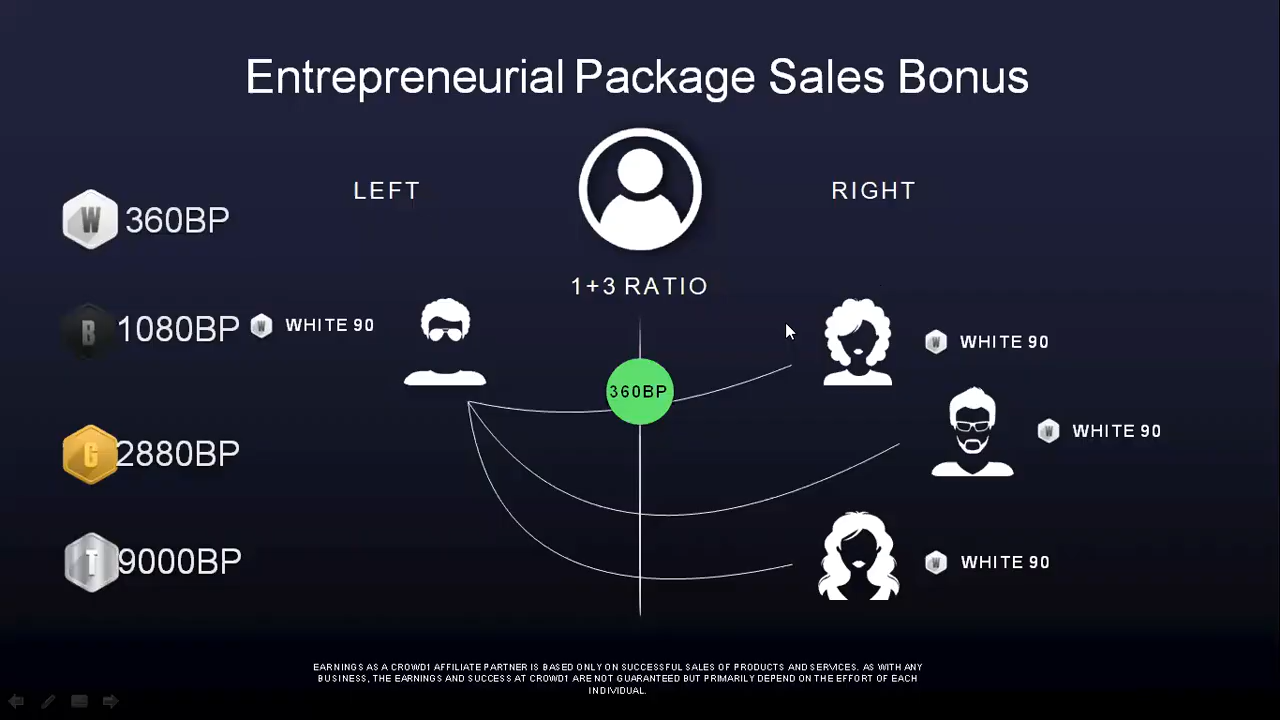 Entrepreneurial Package Sales Bonus
LEFT
RIGHT
W 360BP
1+3 RATIO
B 1080BP
W WHITE 90
W WHITE 90
360BP
W WHITE 90
G 2880BP
T 9000BP
W WHITE 90
EARNINGS AS A CROWD1 AFFILIATE PARTNER IS BASED ONLY ON SUCCESSFUL SALES OF PRODUCTS AND SERVICES. AS WITH ANY
BUSINESS, THE EARNINGS AND SUCCESS AT CROWD1 ARE NOT GUARANTEED BUT PRIMARILY DEPEND ON THE EFFORT OF EACH
INDIVIDUAL.